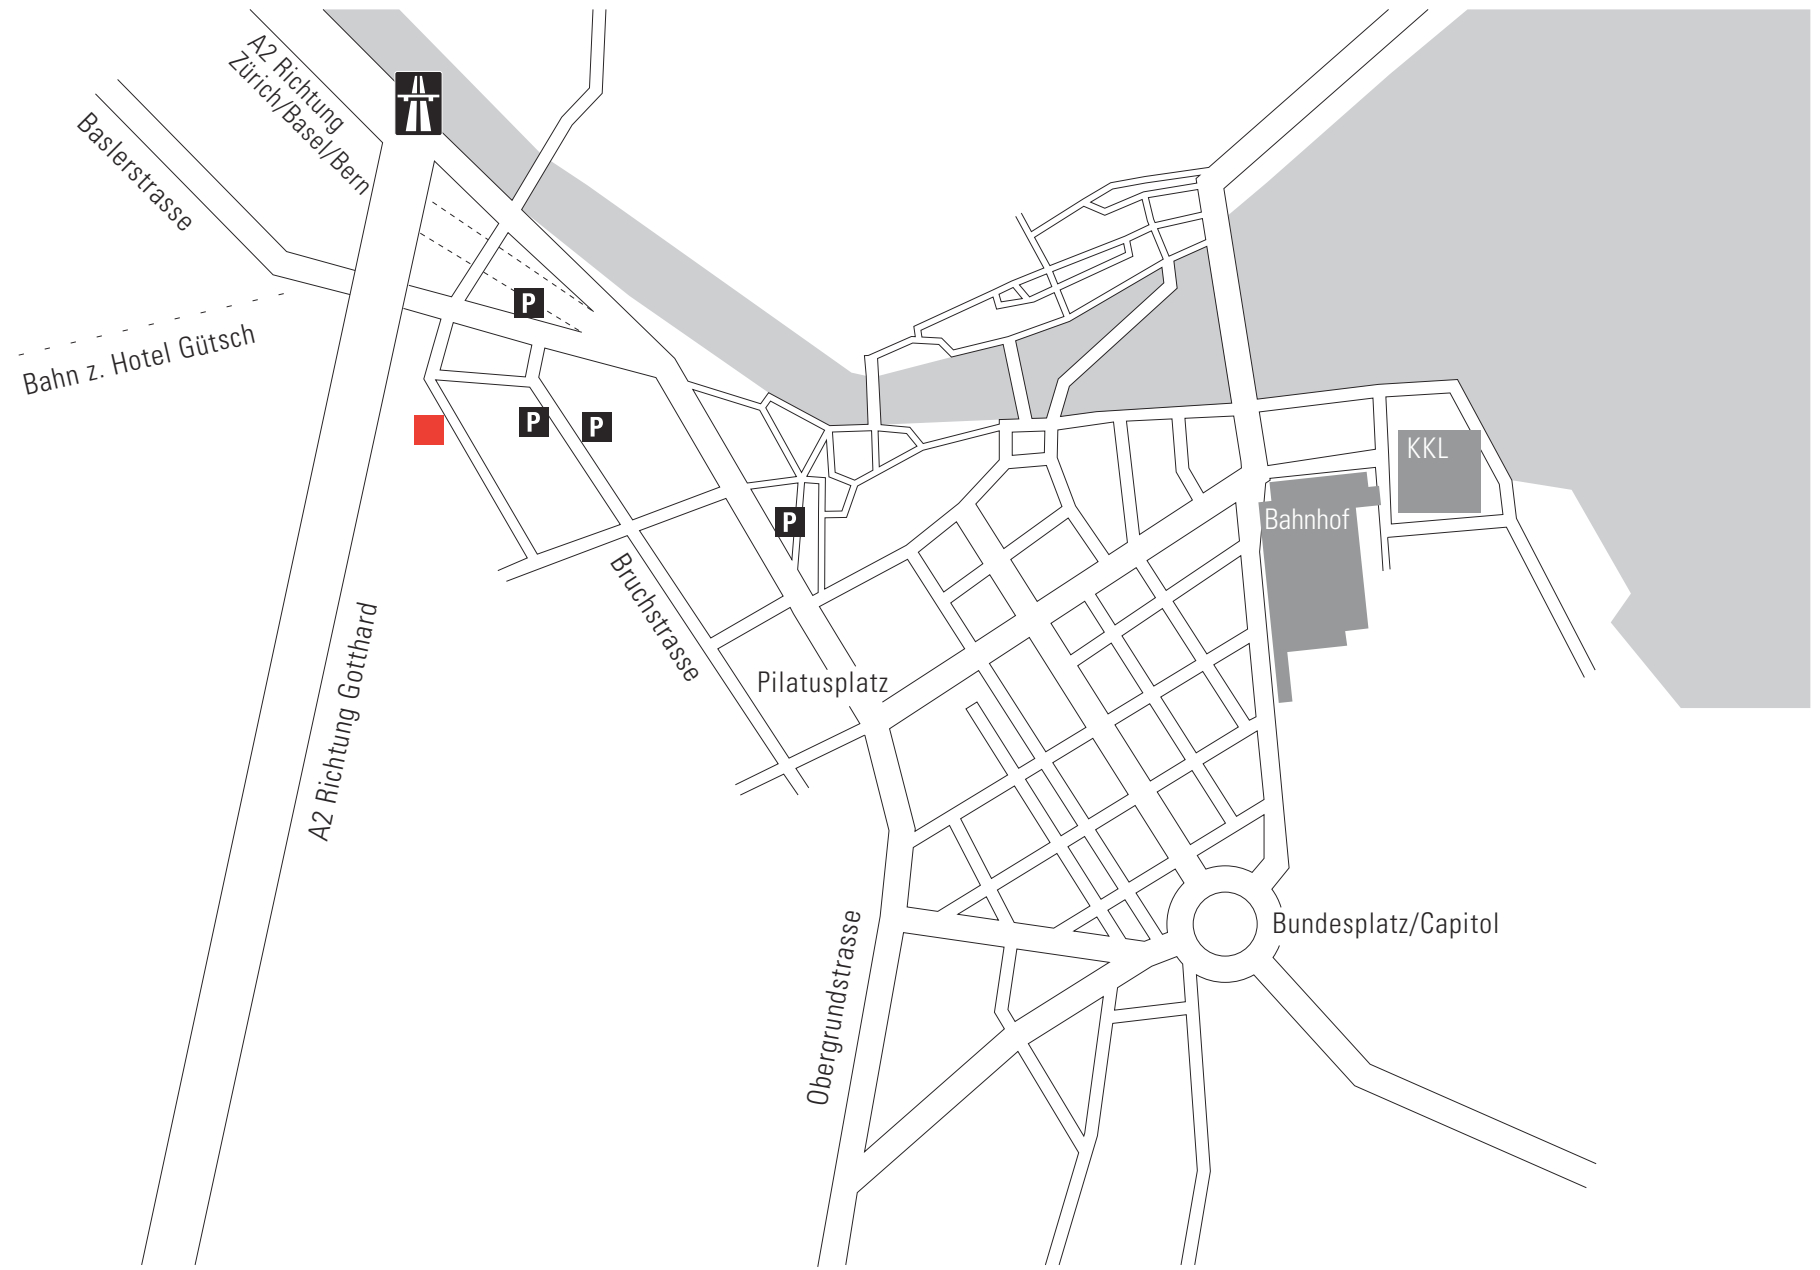 A2 Richtung
Zürich/Basel/Bern
Baslerstrasse
Bahn z. Hotel Gütsch
P
P
P
P
KKL
Bahnhof
Bruchstrasse
A2 Richtung Gotthard
Pilatusplatz
Obergrundstrasse
Bundesplatz/Capitol